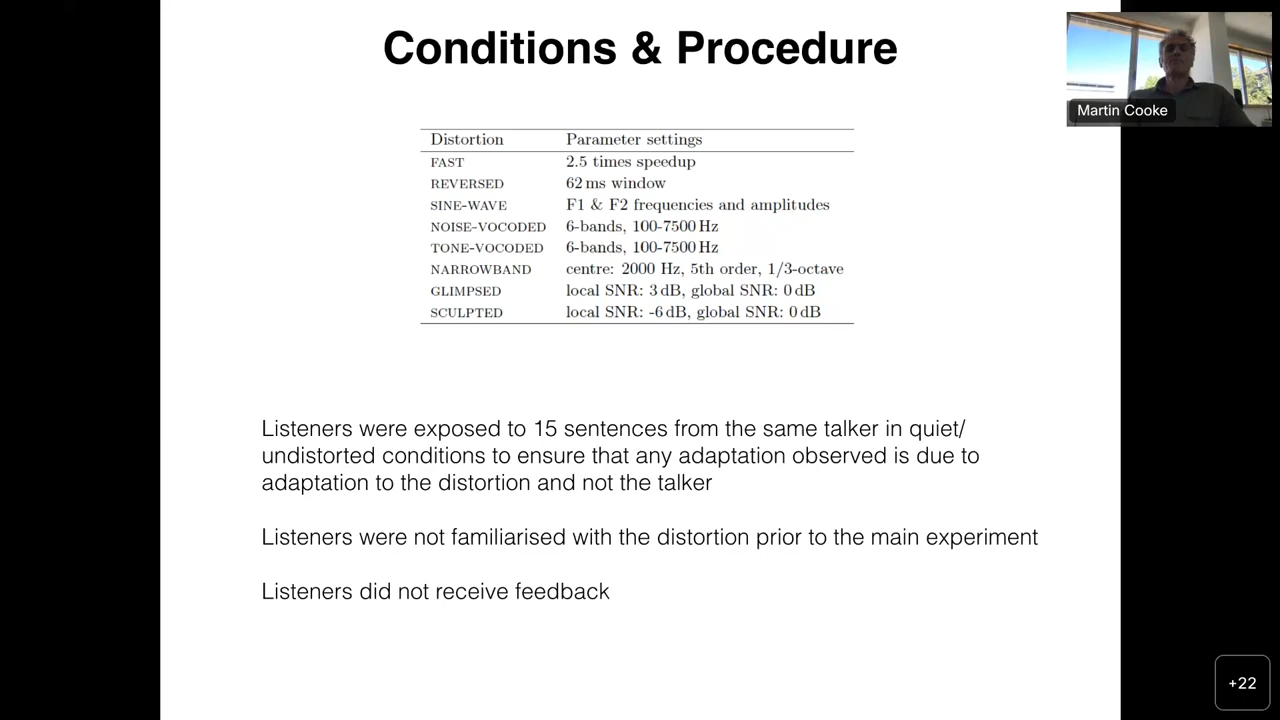 Conditions & Procedure
Martin Cooke
Distortion Parameter settings
FAST 2.5 times speedup
REVERSED 62 ms window
SINE-WAVE F1 & F2 frequencies and amplitudes
NOISE-VOCODED 6-bands, 100-7500 Hz
TONE-VOCODED 6-bands, 100-7500 Hz
NARROWBAND centre: 2000 Hz, 5th order, 1/3-octave
GLIMPSED local SNR: 3 dB, global SNR: 0 dB
SCULPTED local SNR: -6 dB, global SNR: 0 dB
Listeners were exposed to 15 sentences from the same talker in quiet/
undistorted conditions to ensure that any adaptation observed is due to
adaptation to the distortion and not the talker
Listeners were not familiarised with the distortion prior to the main experiment
Listeners did not receive feedback
+22